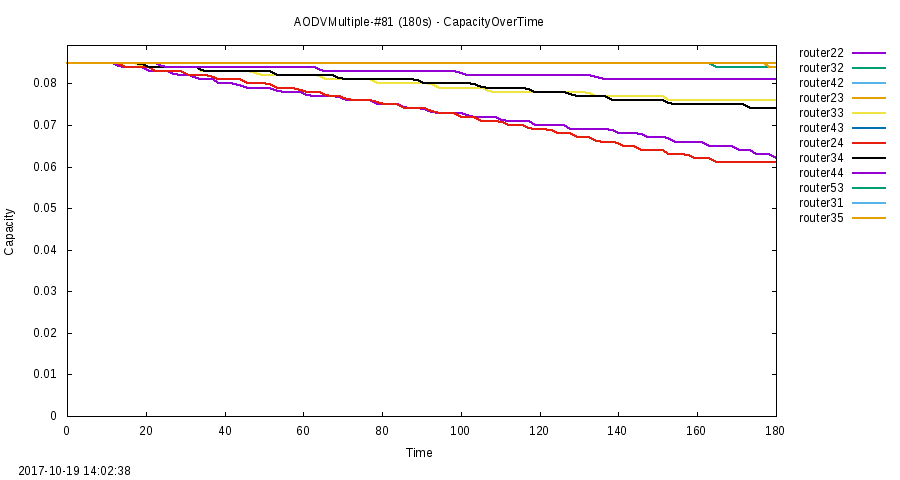 AODVMultiple-#81 (180s) - CapacityOverTime
router22
router32
router42
router23
router33
router43
router24
router34
router44
router53
router31
router35
0.08
0.07
0.06
0.05
0.04
0.03
0.02
0.01
0
Capacity
0 20 40 60 80 100 120 140 160 180
Time
2017-10-19 14:02:38